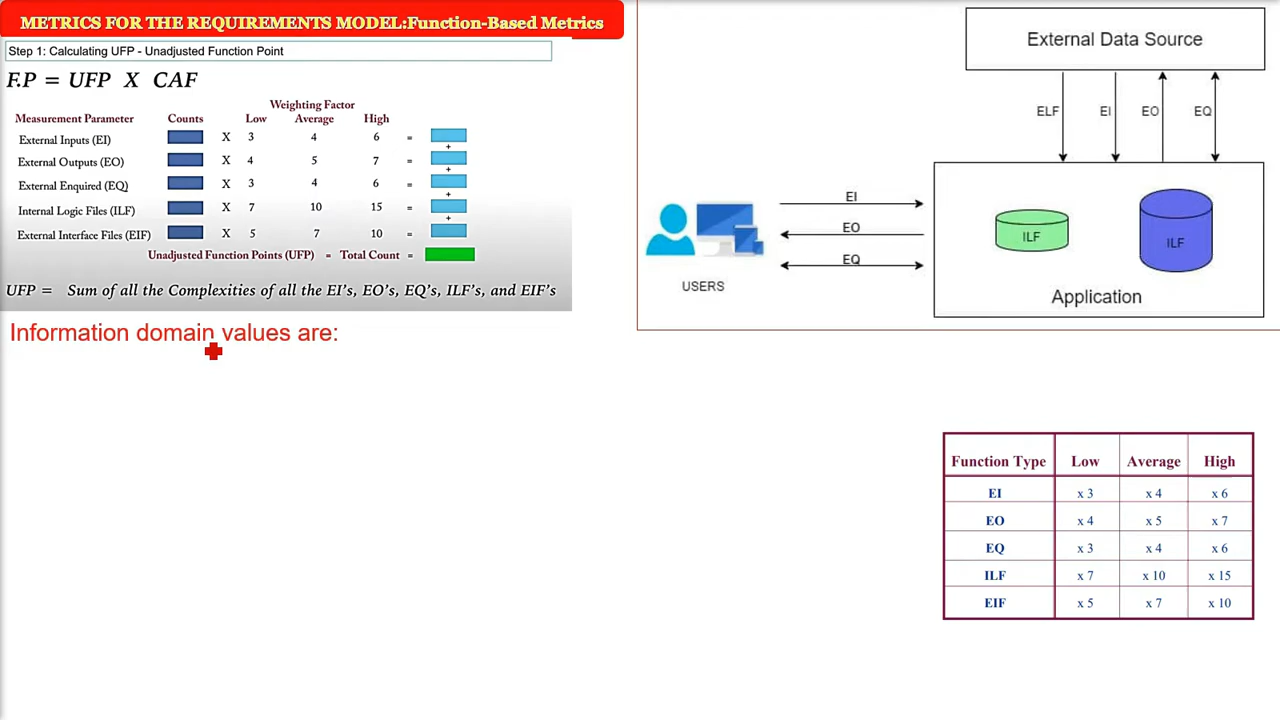 METRICS FOR THE REQUIREMENTS MODEL:Function-Based Metrics
Step 1: Calculating UFP - Unadjusted Function Point
F.P = UFP X CAF
Weighting Factor
Measurement Parameter Counts Low Average High
External Inputs (EI) X 3 4 6 =
+
External Outputs (EO) X 4 5 7 =
+
External Enquired (EQ) X 3 4 6 =
+
Internal Logic Files (ILF) X 7 10 15 =
+
External Interface Files (EIF) X 5 7 10 =
Unadjusted Function Points (UFP) = Total Count =
UFP = Sum of all the Complexities of all the EI's, EO's, EQ's, ILF's, and EIF's
Information domain values are:
External Data Source
ELF EI EO EQ
EI
EO
EQ
USERS
ILF
ILF
Application
Function Type Low Average High
EI x 3 x 4 x 6
EO x 4 x 5 x 7
EQ x 3 x 4 x 6
ILF x 7 x 10 x 15
EIF x 5 x 7 x 10